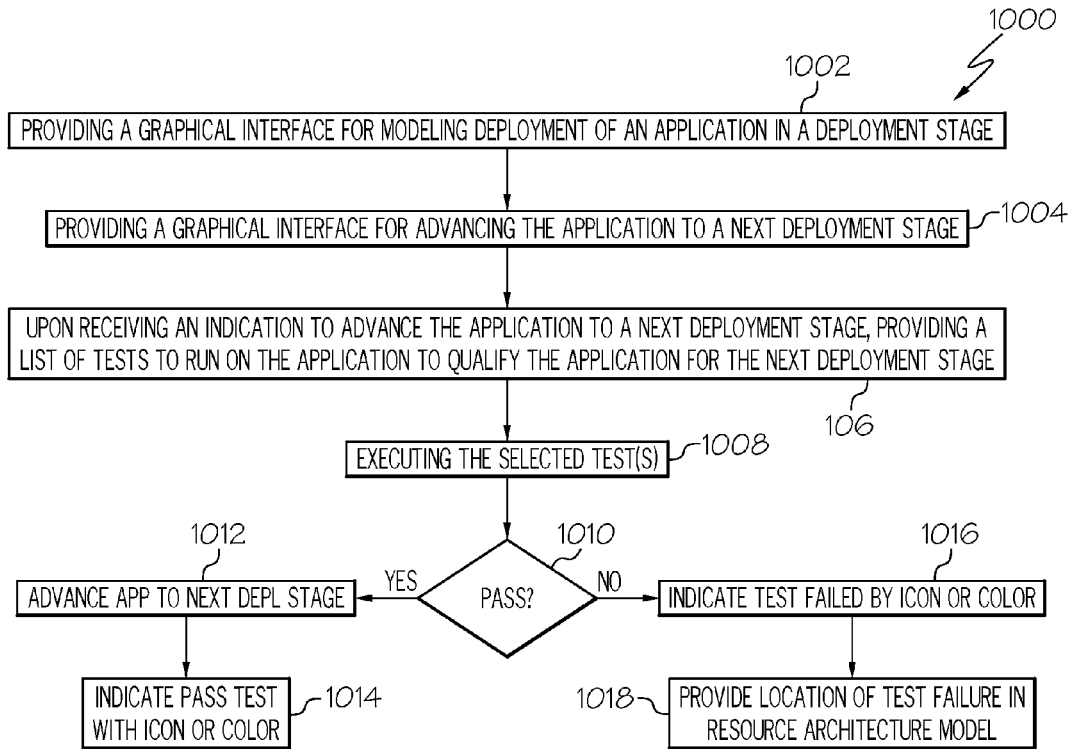 1000
1002
PROVIDING A GRAPHICAL INTERFACE FOR MODELING DEPLOYMENT OF AN APPLICATION IN A DEPLOYMENT STAGE
PROVIDING A GRAPHICAL INTERFACE FOR ADVANCING THE APPLICATION TO A NEXT DEPLOYMENT STAGE
1004
UPON RECEIVING AN INDICATION TO ADVANCE THE APPLICATION TO A NEXT DEPLOYMENT STAGE, PROVIDING A
LIST OF TESTS TO RUN ON THE APPLICATION TO QUALIFY THE APPLICATION FOR THE NEXT DEPLOYMENT STAGE
106
EXECUTING THE SELECTED TEST(S)
1008
1010
PASS?
YES
NO
1012
ADVANCE APP TO NEXT DEPL STAGE
1016
INDICATE TEST FAILED BY ICON OR COLOR
INDICATE PASS TEST
WITH ICON OR COLOR
1014
1018
PROVIDE LOCATION OF TEST FAILURE IN
RESOURCE ARCHITECTURE MODEL